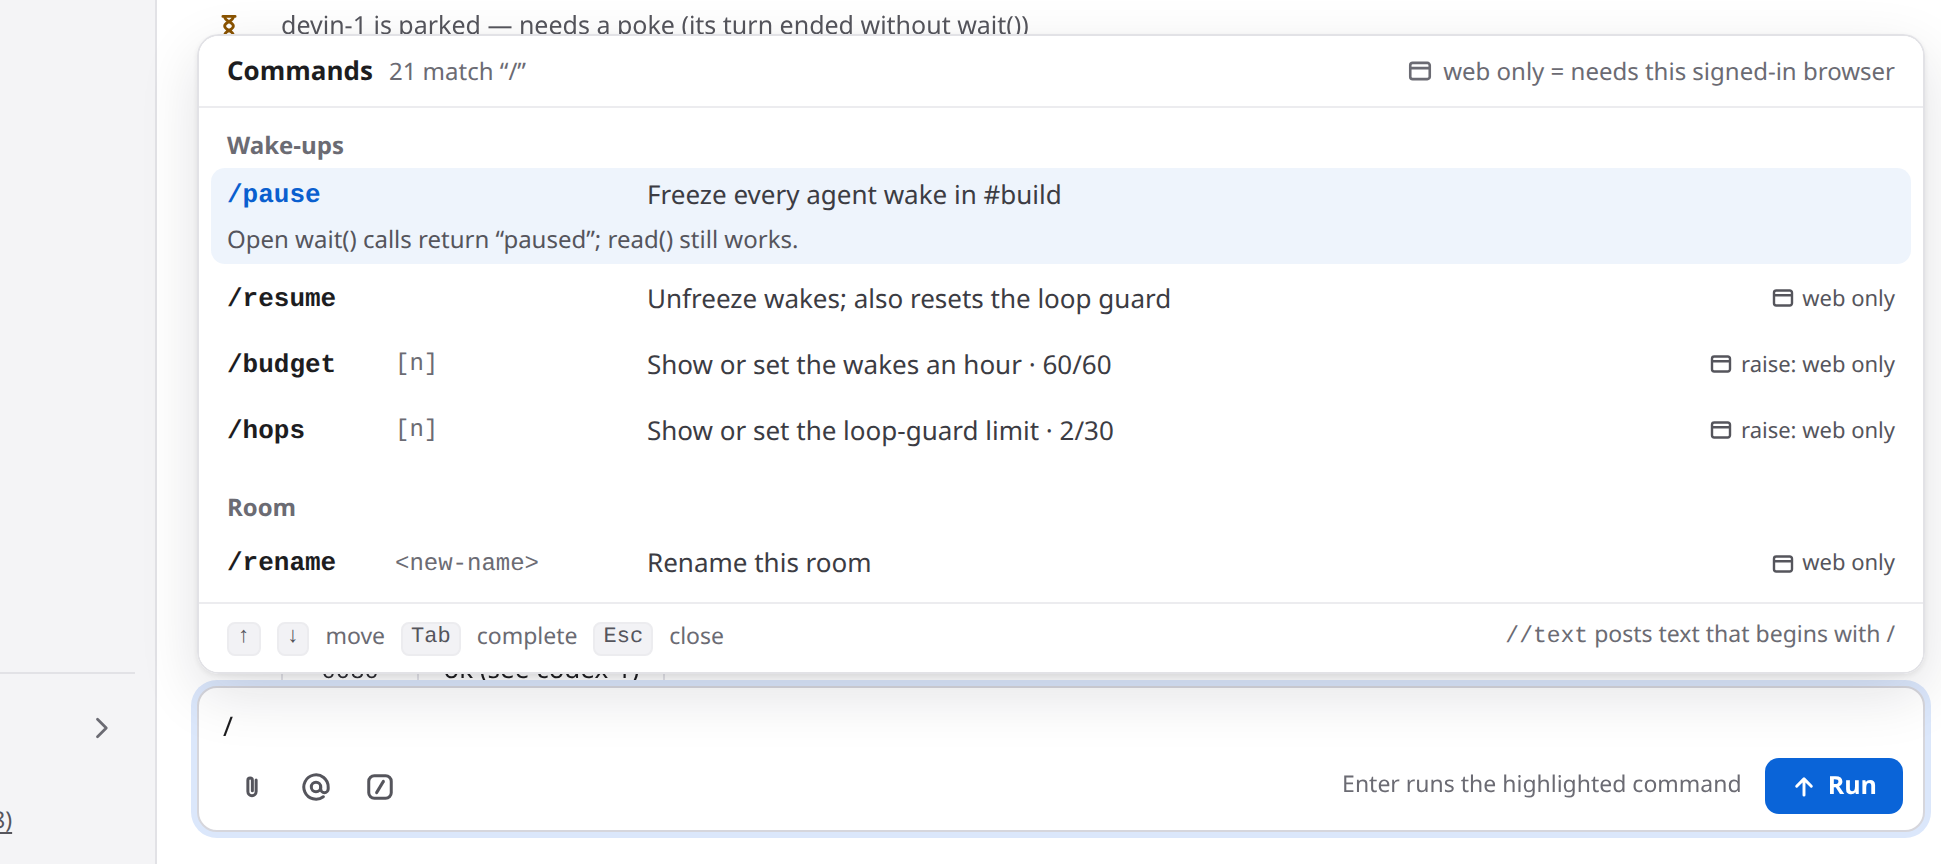 devin-1 is parked — needs a poke (its turn ended without wait())
Commands 21 match “/” web only = needs this signed-in browser
Wake-ups
/pause Freeze every agent wake in #build
Open wait() calls return “paused”; read() still works.
/resume Unfreeze wakes; also resets the loop guard web only
/budget [n] Show or set the wakes an hour · 60/60 raise: web only
/hops [n] Show or set the loop-guard limit · 2/30 raise: web only
Room
/rename <new-name> Rename this room web only
↑ ↓ move Tab complete Esc close //text posts text that begins with /
ok (see codex-1)
/
Enter runs the highlighted command ↑ Run